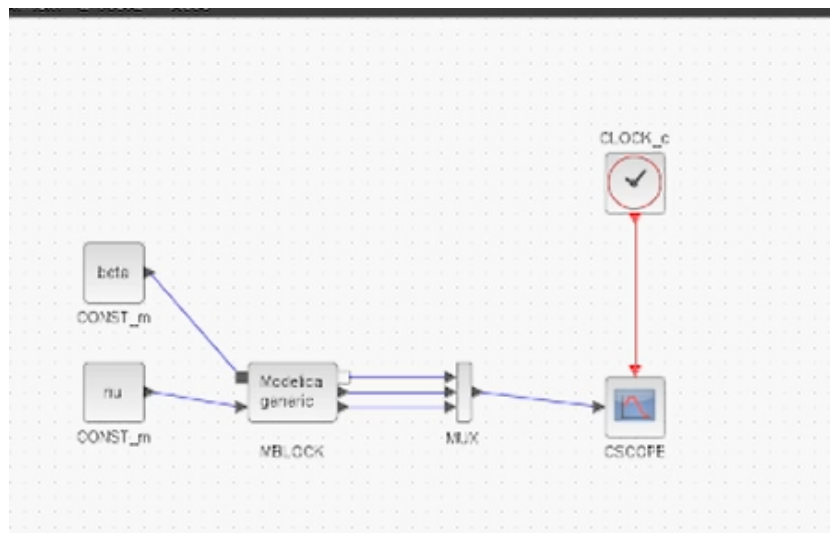 CLOCK_c
beta
CONST_m
nu
CONST_m
Modelica
generic
MBLOCK
MUX
CSCOPE